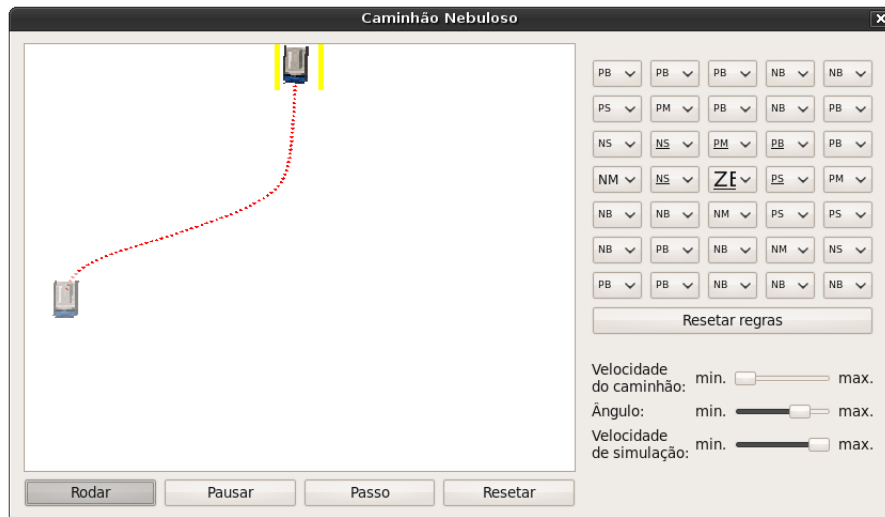 Caminhão Nebuloso
PB PB PB NB NB
PS PM PB NB PB
NS NS PM PB PB
NM NS ZE PS PM
NB NB NM PS PS
NB PB NB NM NS
PB PB NB NB NB
Resetar regras
Velocidade
do caminhão: min. max.
Ângulo: min. max.
Velocidade
de simulação: min. max.
Rodar Pausar Passo Resetar